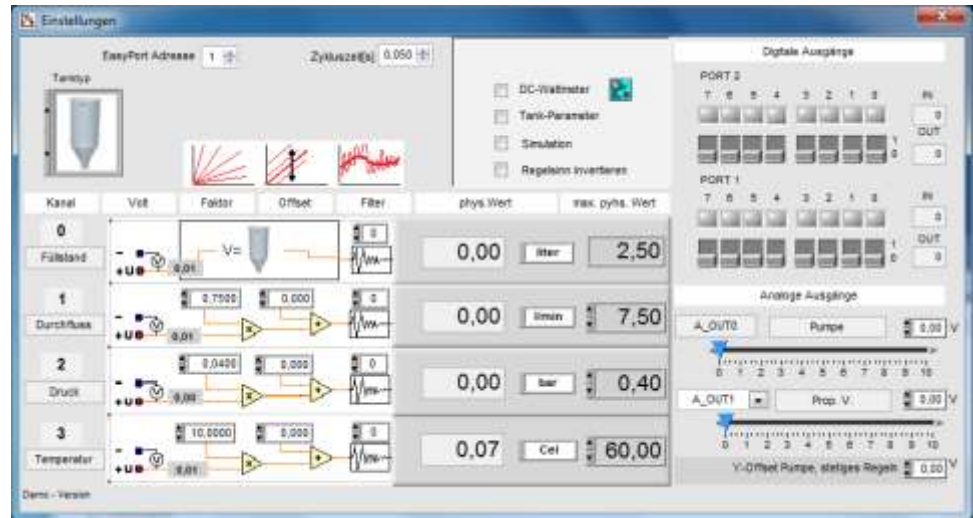 Einstellungen
EasyPort Adresse 1 Zykluszeit[s] 0.050
Tanktyp
DC-Wattmeter
Tank-Parameter
Simulation
Regelsinn invertieren
Kanal Volt Faktor Offset Filter phys.Wert max. pyhs. Wert
0
Füllstand
- +U 0,01 V= 0 0,00 liter 2,50
1
Durchfluss
- +U 0,01 0,7500 0,000 0 0,00 l/min 7,50
2
Druck
- +U 0,00 0,0400 0,000 0 0,00 bar 0,40
3
Temperatur
- +U 0,01 10,0000 0,000 0 0,07 Cel 60,00
Demo - Version
Digitale Ausgänge
PORT 2
7 6 5 4 3 2 1 0 IN
0
OUT
1
0 0
PORT 1
7 6 5 4 3 2 1 0 IN
0
OUT
1
0 0
Analoge Ausgänge
A_OUT0 Pumpe 0,00 V
0 1 2 3 4 5 6 7 8 9 10
A_OUT1 Prop. V. 0,00 V
0 1 2 3 4 5 6 7 8 9 10
Y-Offset Pumpe, stetiges Regeln 0,00 V